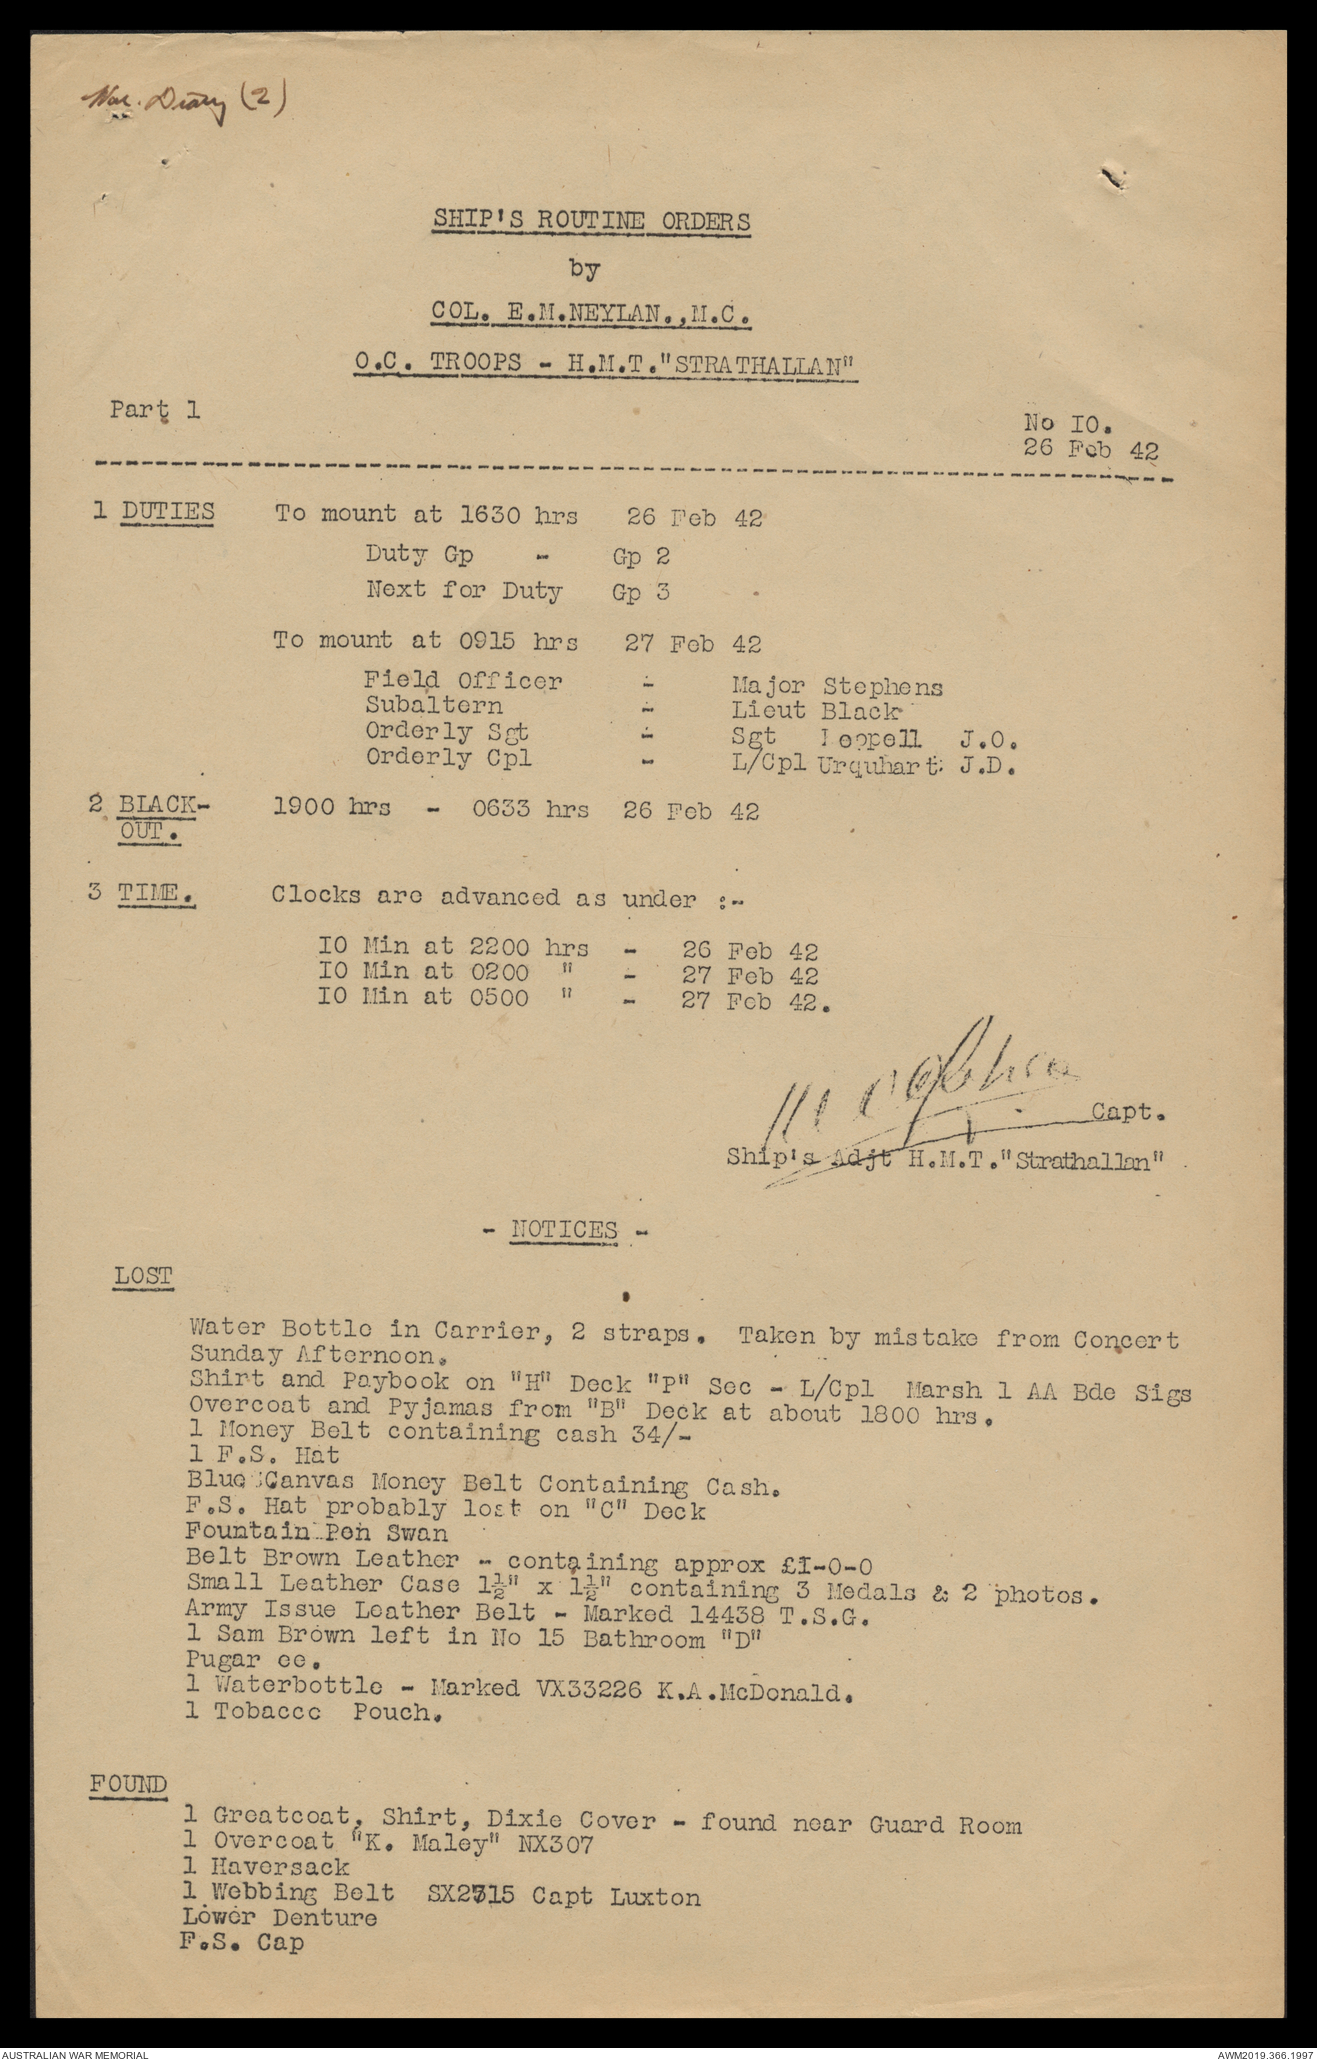 War Diary (2)
SHIP'S ROUTINE ORDERS
by
COL. E.M.NEYLAN.,M.C.
O.C. TROOPS - H.M.T."STRATHALLAN"
Part 1
No IO.
26 Feb 42
1 DUTIES To mount at 1630 hrs 26 Feb 42
Duty Gp - Gp 2
Next for Duty Gp 3
To mount at 0915 hrs 27 Feb 42
Field Officer - Major Stephens
Subaltern - Lieut Black
Orderly Sgt - Sgt Leppell J.O.
Orderly Cpl - L/Cpl Urquhart J.D.
2 BLACK- 1900 hrs - 0633 hrs 26 Feb 42
OUT.
3 TIME. Clocks are advanced as under :-
IO Min at 2200 hrs - 26 Feb 42
IO Min at 0200 " - 27 Feb 42
IO Min at 0500 " - 27 Feb 42.
Capt.
Ship's Adjt H.M.T."Strathallan"
- NOTICES -
LOST
Water Bottle in Carrier, 2 straps. Taken by mistake from Concert
Sunday Afternoon.
Shirt and Paybook on "H" Deck "P" Sec - L/Cpl Marsh 1 AA Bde Sigs
Overcoat and Pyjamas from "B" Deck at about 1800 hrs.
1 Money Belt containing cash 34/-
1 F.S. Hat
Blue Canvas Money Belt Containing Cash.
F.S. Hat probably lost on "C" Deck
Fountain Pen Swan
Belt Brown Leather - containing approx £I-0-0
Small Leather Case 1½" x 1½" containing 3 Medals & 2 photos.
Army Issue Leather Belt - Marked 14438 T.S.G.
1 Sam Brown left in No 15 Bathroom "D"
Pugar ee.
1 Waterbottle - Marked VX33226 K.A.McDonald.
1 Tobacco Pouch.
FOUND
1 Greatcoat, Shirt, Dixie Cover - found near Guard Room
1 Overcoat "K. Maley" NX307
1 Haversack
1 Webbing Belt SX2715 Capt Luxton
Lower Denture
F.S. Cap
AUSTRALIAN WAR MEMORIAL
AWM2019.366.1997